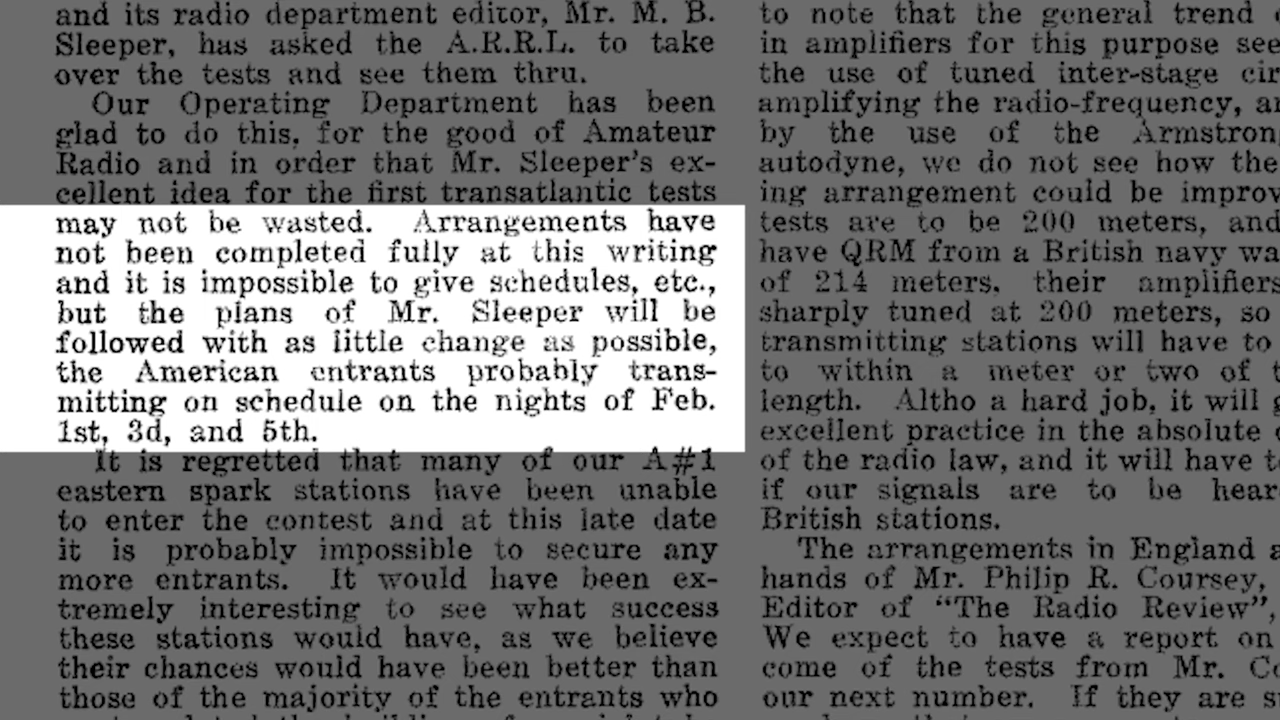 and its radio department editor, Mr. M. B.
Sleeper, has asked the A.R.R.L. to take
over the tests and see them thru.
Our Operating Department has been
glad to do this, for the good of Amateur
Radio and in order that Mr. Sleeper's ex-
cellent idea for the first transatlantic tests
may not be wasted. Arrangements have
not been completed fully at this writing
and it is impossible to give schedules, etc.,
but the plans of Mr. Sleeper will be
followed with as little change as possible,
the American entrants probably trans-
mitting on schedule on the nights of Feb.
1st, 3d, and 5th.
It is regretted that many of our A#1
eastern spark stations have been unable
to enter the contest and at this late date
it is probably impossible to secure any
more entrants. It would have been ex-
tremely interesting to see what success
these stations would have, as we believe
their chances would have been better than
those of the majority of the entrants who
to note that the general trend
in amplifiers for this purpose see
the use of tuned inter-stage cir
amplifying the radio-frequency, an
by the use of the Armstron
autodyne, we do not see how the
ing arrangement could be improv
tests are to be 200 meters, and
have QRM from a British navy wa
of 214 meters, their amplifiers
sharply tuned at 200 meters, so
transmitting stations will have to
to within a meter or two of t
length. Altho a hard job, it will g
excellent practice in the absolute
of the radio law, and it will have t
if our signals are to be hear
British stations.
The arrangements in England a
hands of Mr. Philip R. Coursey,
Editor of "The Radio Review",
We expect to have a report on
come of the tests from Mr. Co
our next number. If they are s